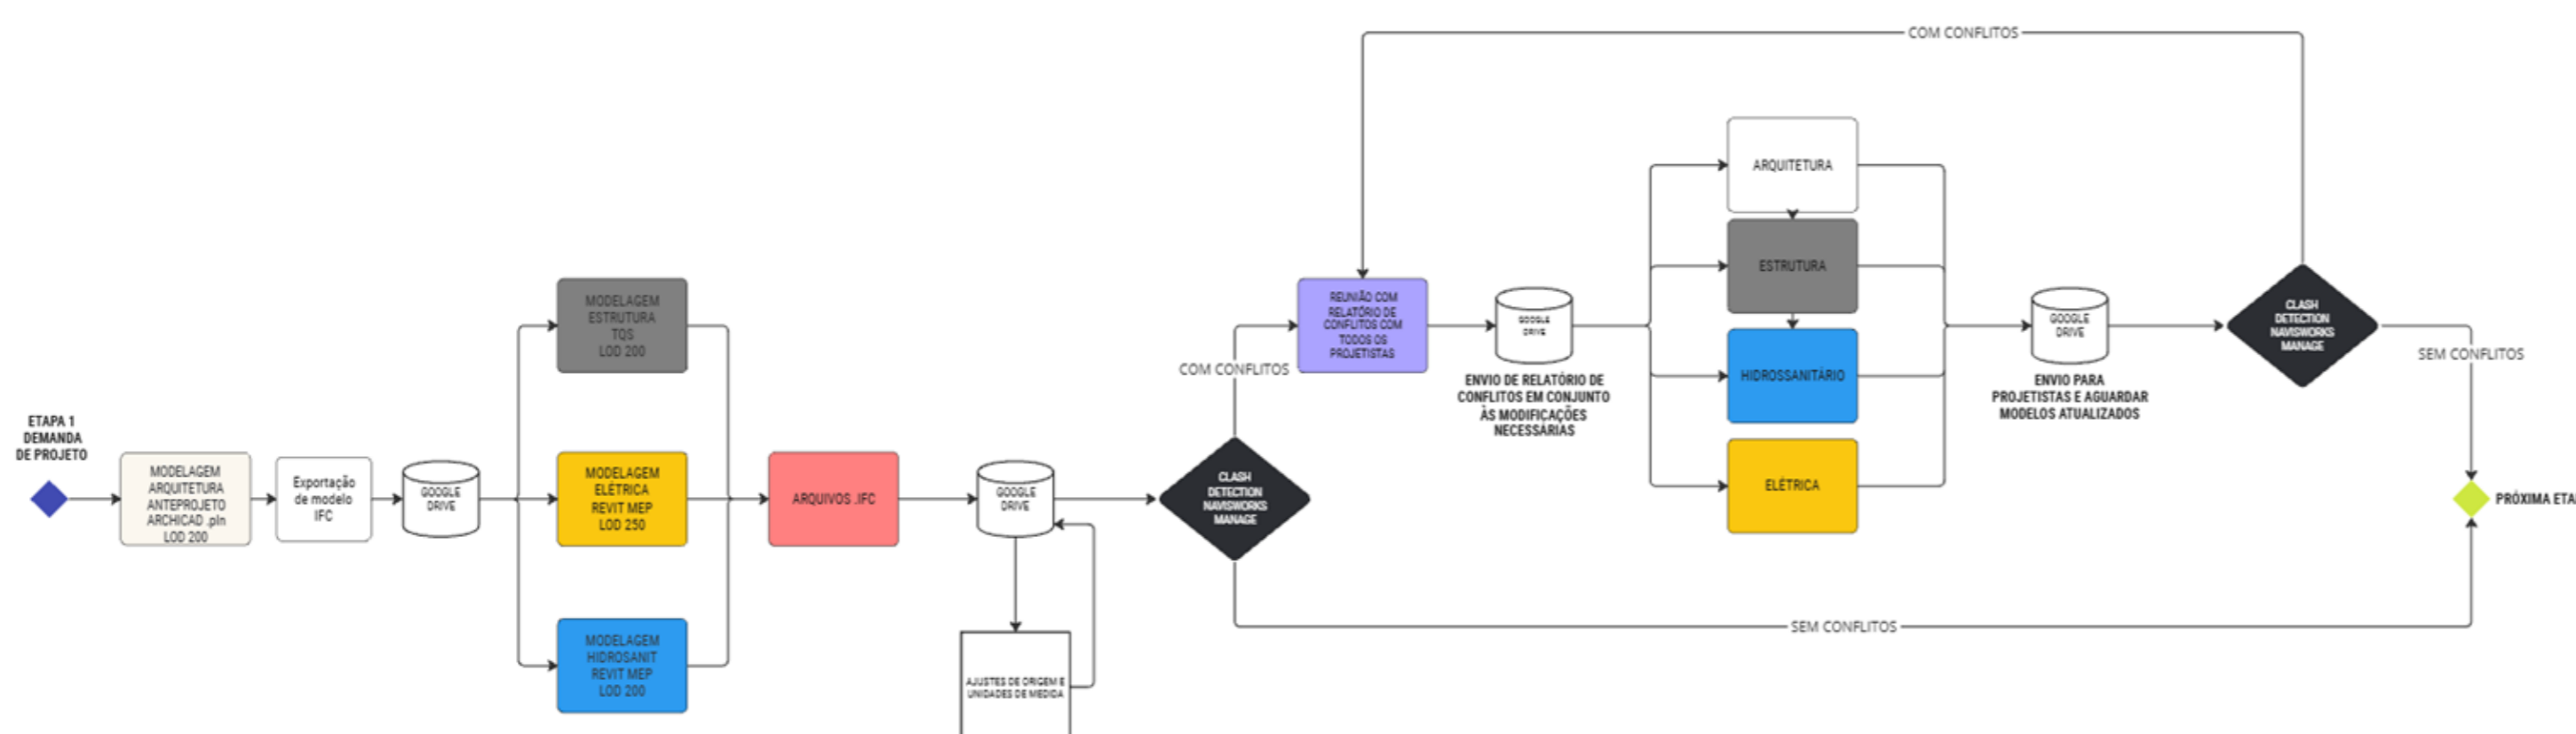 ETAPA 1
DEMANDA
DE PROJETO
MODELAGEM
ARQUITETURA
ANTEPROJETO
ARCHICAD .pln
LOD 200
Exportação
de modelo
IFC
GOOGLE
DRIVE
MODELAGEM
ESTRUTURA
TQS
LOD 200
MODELAGEM
ELÉTRICA
REVIT MEP
LOD 250
MODELAGEM
HIDROSANIT
REVIT MEP
LOD 200
ARQUIVOS .IFC
GOOGLE
DRIVE
AJUSTES DE ORIGEM E
UNIDADES DE MEDIDA
CLASH
DETECTION
NAVISWORKS
MANAGE
COM CONFLITOS
SEM CONFLITOS
REUNIÃO COM
RELATÓRIO DE
CONFLITOS COM
TODOS OS
PROJETISTAS
GOOGLE
DRIVE
ENVIO DE RELATÓRIO DE
CONFLITOS EM CONJUNTO
ÀS MODIFICAÇÕES
NECESSÁRIAS
ARQUITETURA
ESTRUTURA
HIDROSSANITÁRIO
ELÉTRICA
GOOGLE
DRIVE
ENVIO PARA
PROJETISTAS E AGUARDAR
MODELOS ATUALIZADOS
CLASH
DETECTION
NAVISWORKS
MANAGE
COM CONFLITOS
SEM CONFLITOS
PRÓXIMA